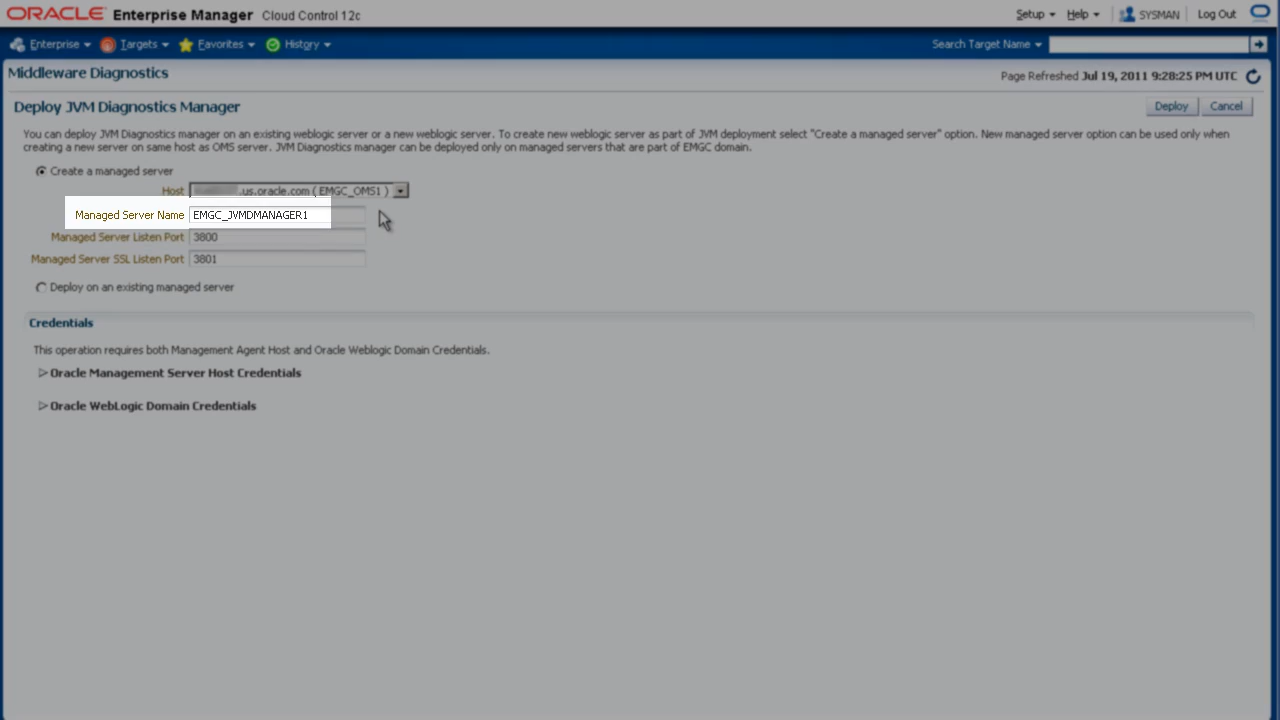 ORACLE Enterprise Manager Cloud Control 12c
Setup Help SYSMAN Log Out
Enterprise Targets Favorites History Search Target Name
Middleware Diagnostics
Page Refreshed Jul 19, 2011 9:28:25 PM UTC
Deploy JVM Diagnostics Manager
Deploy Cancel
You can deploy JVM Diagnostics manager on an existing weblogic server or a new weblogic server. To create new weblogic server as part of JVM deployment select "Create a managed server" option. New managed server option can be used only when
creating a new server on same host as OMS server. JVM Diagnostics manager can be deployed only on managed servers that are part of EMGC domain.
Create a managed server
Host .us.oracle.com ( EMGC_OMS1 )
Managed Server Name EMGC_JVMDMANAGER1
Managed Server Listen Port 3800
Managed Server SSL Listen Port 3801
Deploy on an existing managed server
Credentials
This operation requires both Management Agent Host and Oracle Weblogic Domain Credentials.
Oracle Management Server Host Credentials
Oracle WebLogic Domain Credentials